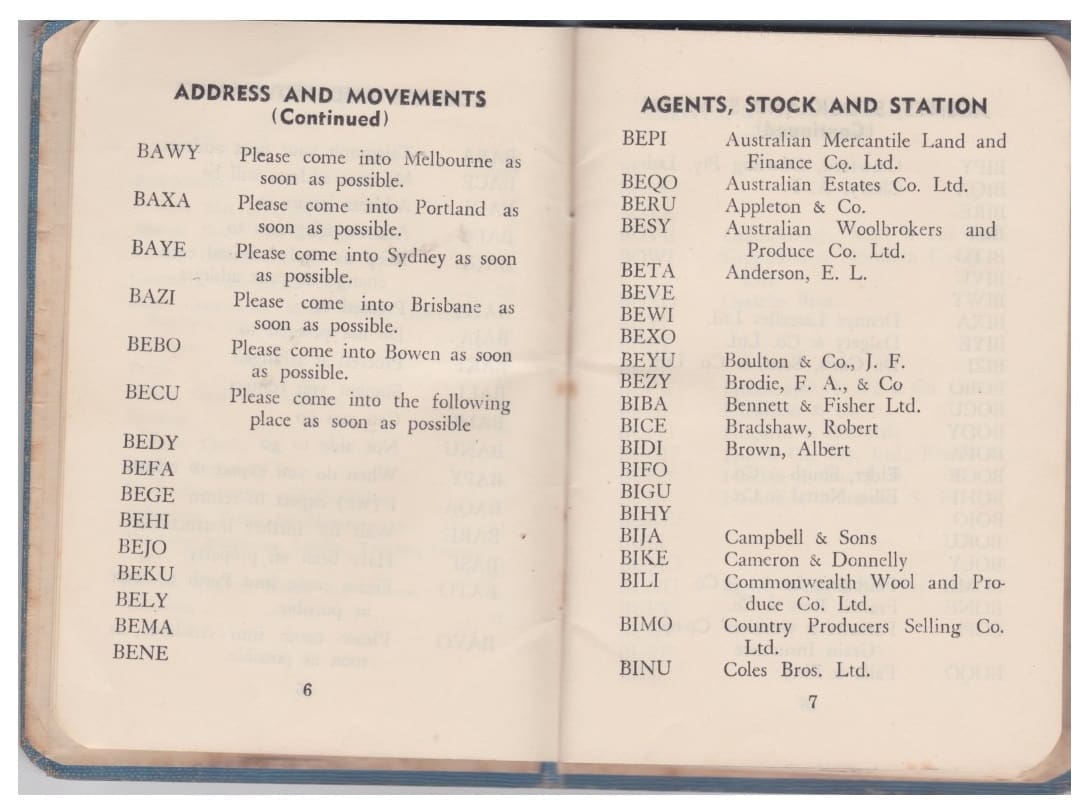 ADDRESS AND MOVEMENTS
(Continued)
BAWY Please come into Melbourne as
soon as possible.
BAXA Please come into Portland as
soon as possible.
BAYE Please come into Sydney as soon
as possible.
BAZI Please come into Brisbane as
soon as possible.
BEBO Please come into Bowen as soon
as possible.
BECU Please come into the following
place as soon as possible
BEDY
BEFA
BEGE
BEHI
BEJO
BEKU
BELY
BEMA
BENE
6
AGENTS, STOCK AND STATION
BEPI Australian Mercantile Land and
Finance Co. Ltd.
BEQO Australian Estates Co. Ltd.
BERU Appleton & Co.
BESY Australian Woolbrokers and
Produce Co. Ltd.
BETA Anderson, E. L.
BEVE
BEWI
BEXO
BEYU Boulton & Co., J. F.
BEZY Brodie, F. A., & Co
BIBA Bennett & Fisher Ltd.
BICE Bradshaw, Robert
BIDI Brown, Albert
BIFO
BIGU
BIHY
BIJA Campbell & Sons
BIKE Cameron & Donnelly
BILI Commonwealth Wool and Pro-
duce Co. Ltd.
BIMO Country Producers Selling Co.
Ltd.
BINU Coles Bros. Ltd.
7